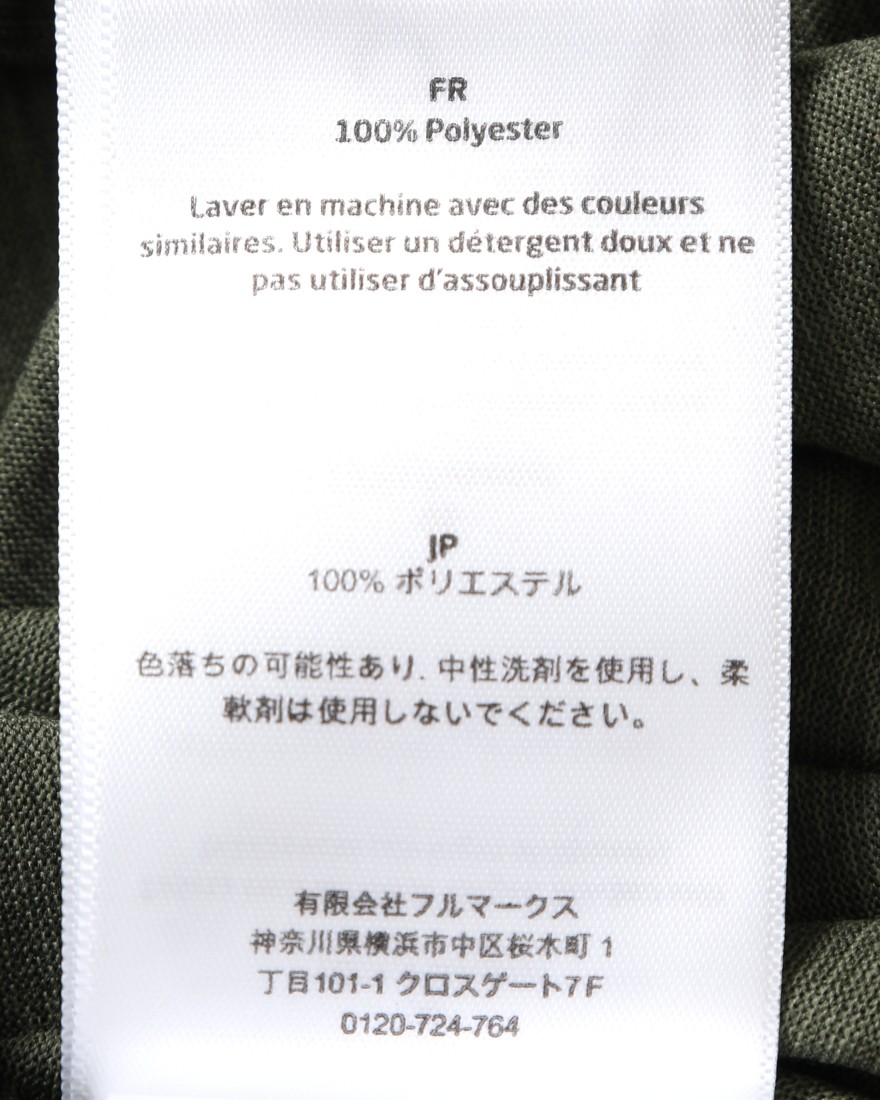 FR
100% Polyester
Laver en machine avec des couleurs
similaires. Utiliser un détergent doux et ne
pas utiliser d'assouplissant
JP
100% ポリエステル
色落ちの可能性あり. 中性洗剤を使用し、柔
軟剤は使用しないでください。
有限会社フルマークス
神奈川県横浜市中区桜木町 1
丁目101-1 クロスゲート7F
0120-724-764